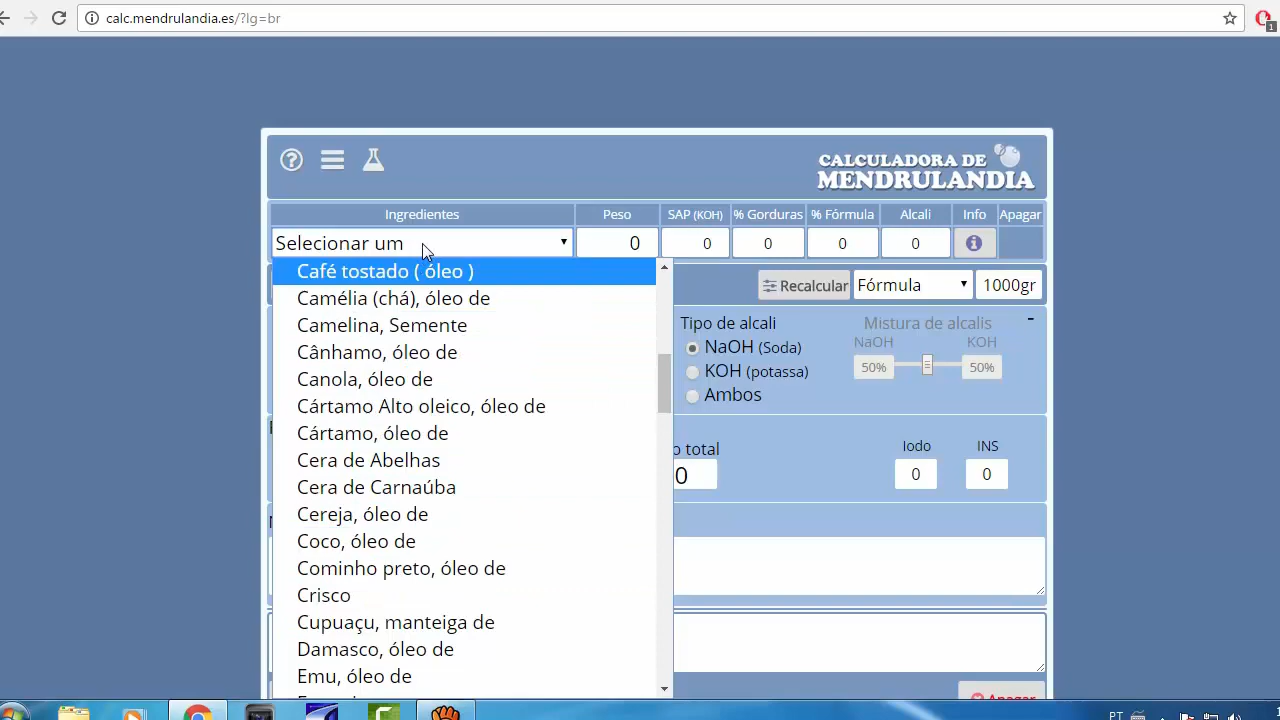 calc.mendrulandia.es/?lg=br
1
CALCULADORA DE
MENDRULANDIA
Ingredientes Peso SAP (KOH) % Gorduras % Fórmula Alcali Info Apagar
Selecionar um 0 0 0 0 0
Café tostado ( óleo )
Recalcular Fórmula 1000gr
Camélia (chá), óleo de
Camelina, Semente
Cânhamo, óleo de
Canola, óleo de
Cártamo Alto oleico, óleo de
Cártamo, óleo de
Cera de Abelhas
Cera de Carnaúba
Cereja, óleo de
Coco, óleo de
Cominho preto, óleo de
Crisco
Cupuaçu, manteiga de
Damasco, óleo de
Emu, óleo de
Tipo de alcali
NaOH (Soda)
KOH (potassa)
Ambos
Mistura de alcalis -
NaOH KOH
50% 50%
total Iodo INS
0 0 0
Apagar
PT